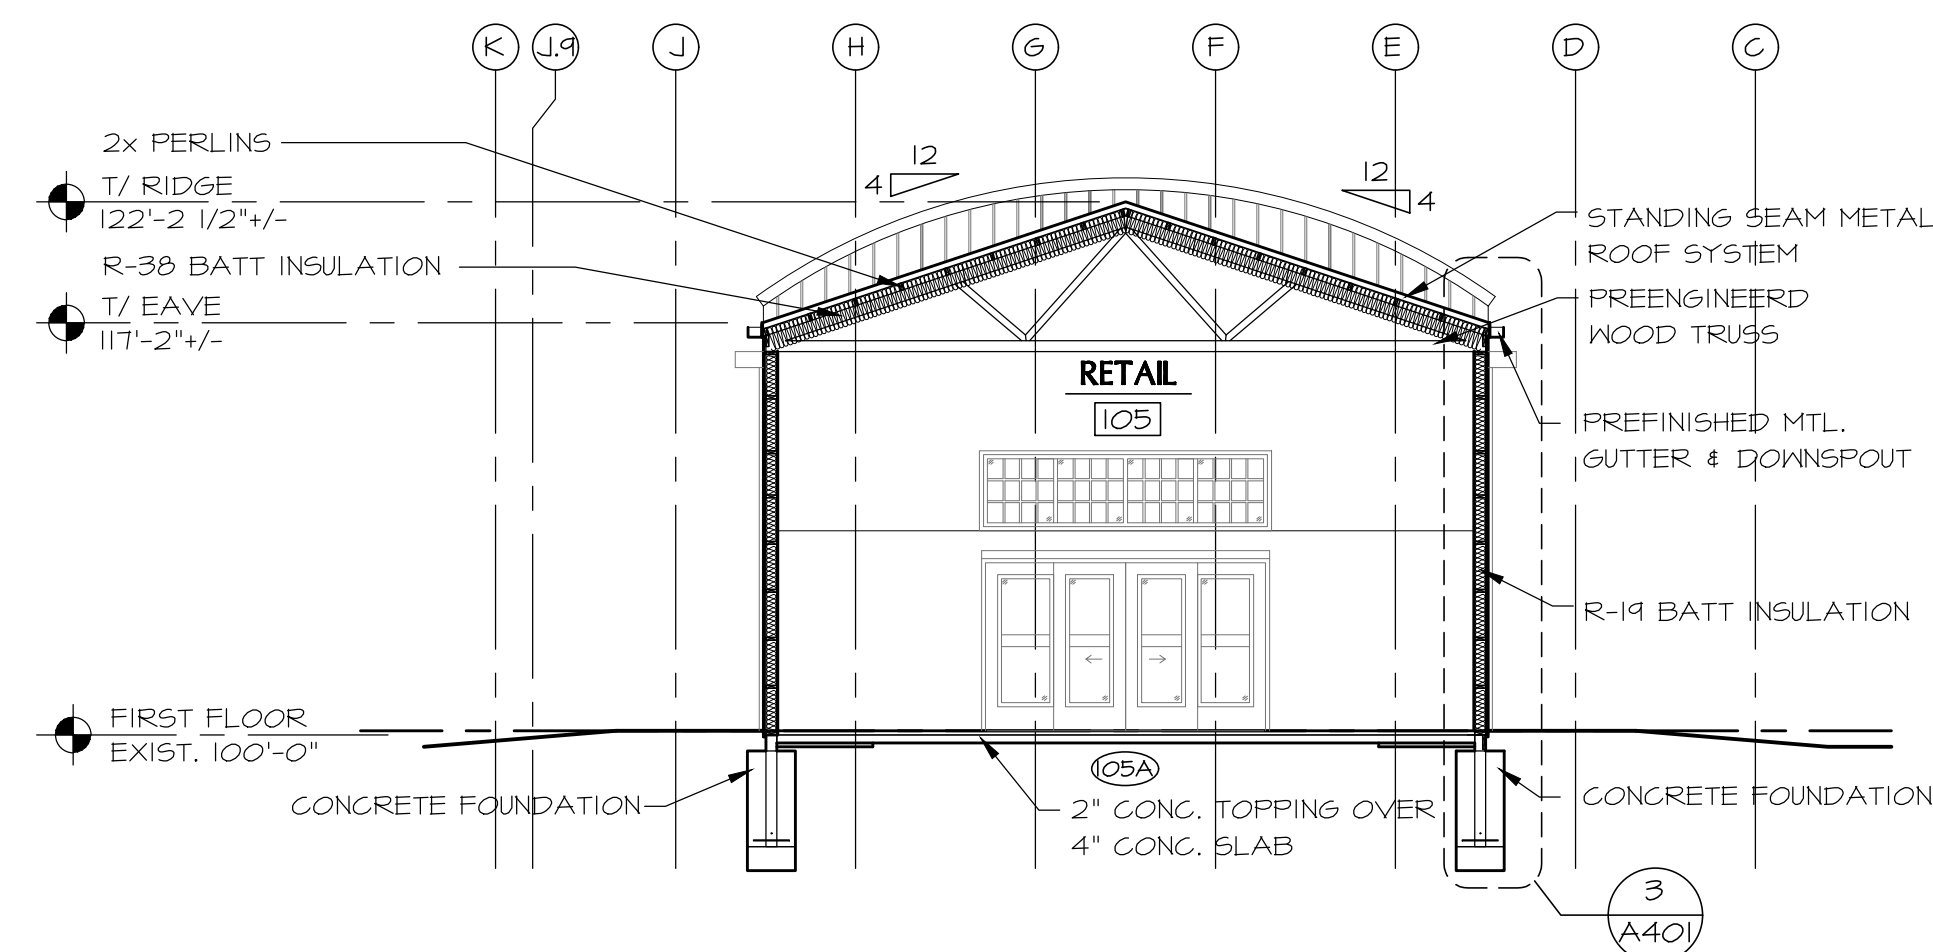 K J.9 J H G F E D C
2x PERLINS
T/ RIDGE
122'-2 1/2"+/-
R-38 BATT INSULATION
T/ EAVE
117'-2"+/-
12
4
12
4
STANDING SEAM METAL
ROOF SYSTEM
PREENGINEERD
WOOD TRUSS
RETAIL
105
PREFINISHED MTL.
GUTTER & DOWNSPOUT
R-19 BATT INSULATION
FIRST FLOOR
EXIST. 100'-0"
CONCRETE FOUNDATION
105A
2" CONC. TOPPING OVER
4" CONC. SLAB
CONCRETE FOUNDATION
3
A401